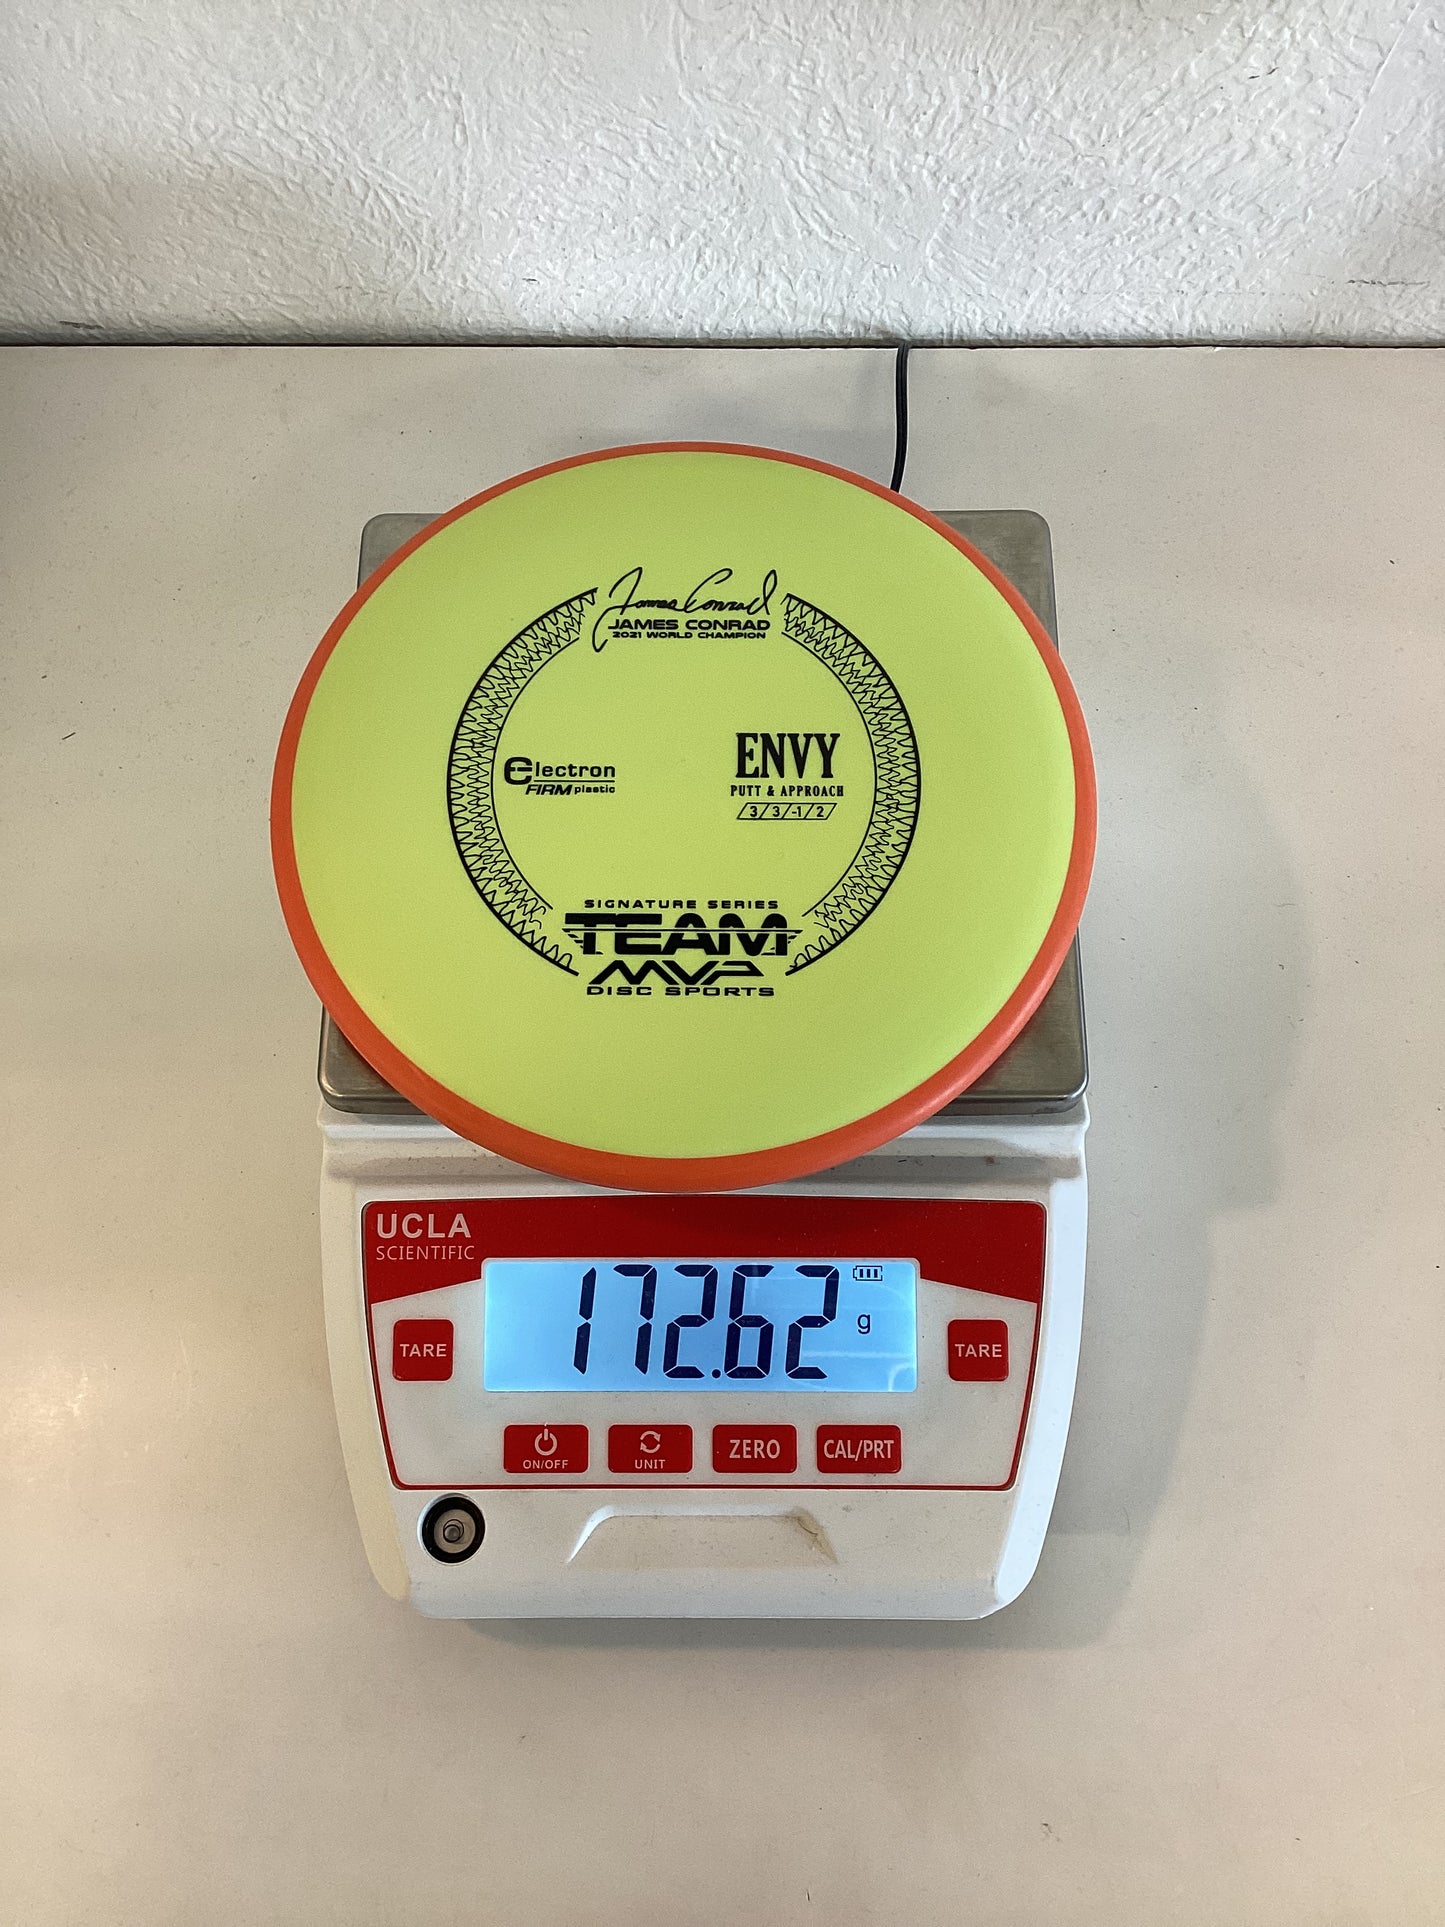 James Conrad
JAMES CONRAD
2021 WORLD CHAMPION
electron
FIRM plastic
ENVY
PUTT & APPROACH
3 / 3 / -1 / 2
SIGNATURE SERIES
TEAM
MVP
DISC SPORTS
UCLA
SCIENTIFIC
172.62 g
TARE
TARE
ON/OFF
UNIT
ZERO
CAL/PRT